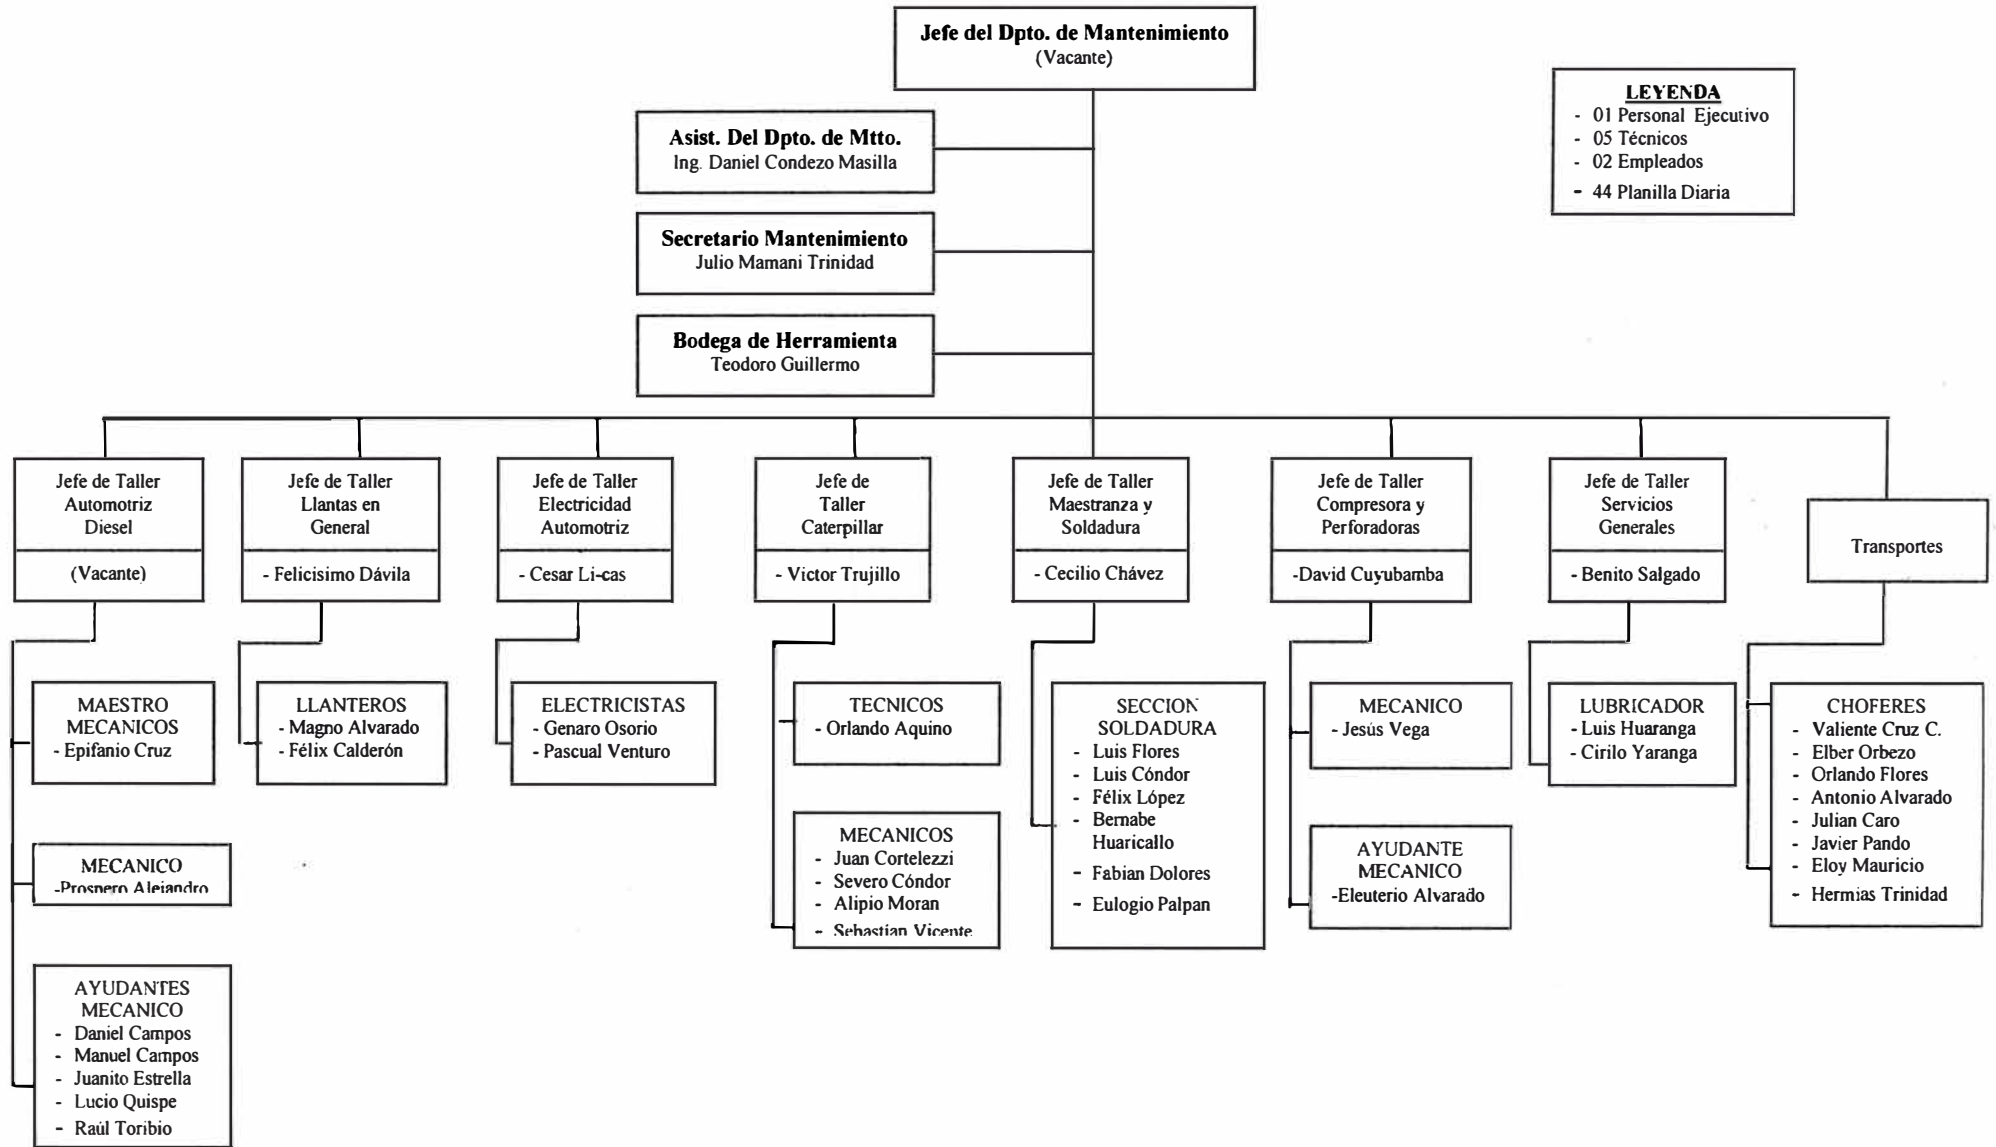 Jefe del Dpto. de Mantenimiento
(Vacante)
LEYENDA
- 01 Personal Ejecutivo
- 05 Técnicos
- 02 Empleados
- 44 Planilla Diaria
Asist. Del Dpto. de Mtto.
Ing. Daniel Condezo Masilla
Secretario Mantenimiento
Julio Mamani Trinidad
Bodega de Herramienta
Teodoro Guillermo
Jefe de Taller
Automotriz
Diesel
(Vacante)
Jefe de Taller
Llantas en
General
- Felicisimo Dávila
Jefe de Taller
Electricidad
Automotriz
- Cesar Li-cas
Jefe de
Taller
Caterpillar
- Victor Trujillo
Jefe de Taller
Maestranza y
Soldadura
- Cecilio Chávez
Jefe de Taller
Compresora y
Perforadoras
-David Cuyubamba
Jefe de Taller
Servicios
Generales
- Benito Salgado
Transportes
MAESTRO
MECANICOS
- Epifanio Cruz
MECANICO
-Prospero Alejandro
AYUDANTES
MECANICO
- Daniel Campos
- Manuel Campos
- Juanito Estrella
- Lucio Quispe
- Raúl Toribio
LLANTEROS
- Magno Alvarado
- Félix Calderón
ELECTRICISTAS
- Genaro Osorio
- Pascual Venturo
TECNICOS
- Orlando Aquino
MECANICOS
- Juan Cortelezzi
- Severo Cóndor
- Alipio Moran
- Sebastian Vicente
SECCION
SOLDADURA
- Luis Flores
- Luis Cóndor
- Félix López
- Bernabe
Huaricallo
- Fabian Dolores
- Eulogio Palpan
MECANICO
- Jesús Vega
AYUDANTE
MECANICO
-Eleuterio Alvarado
LUBRICADOR
- Luis Huaranga
- Cirilo Yaranga
CHOFERES
- Valiente Cruz C.
- Elber Orbezo
- Orlando Flores
- Antonio Alvarado
- Julian Caro
- Javier Pando
- Eloy Mauricio
- Hermias Trinidad